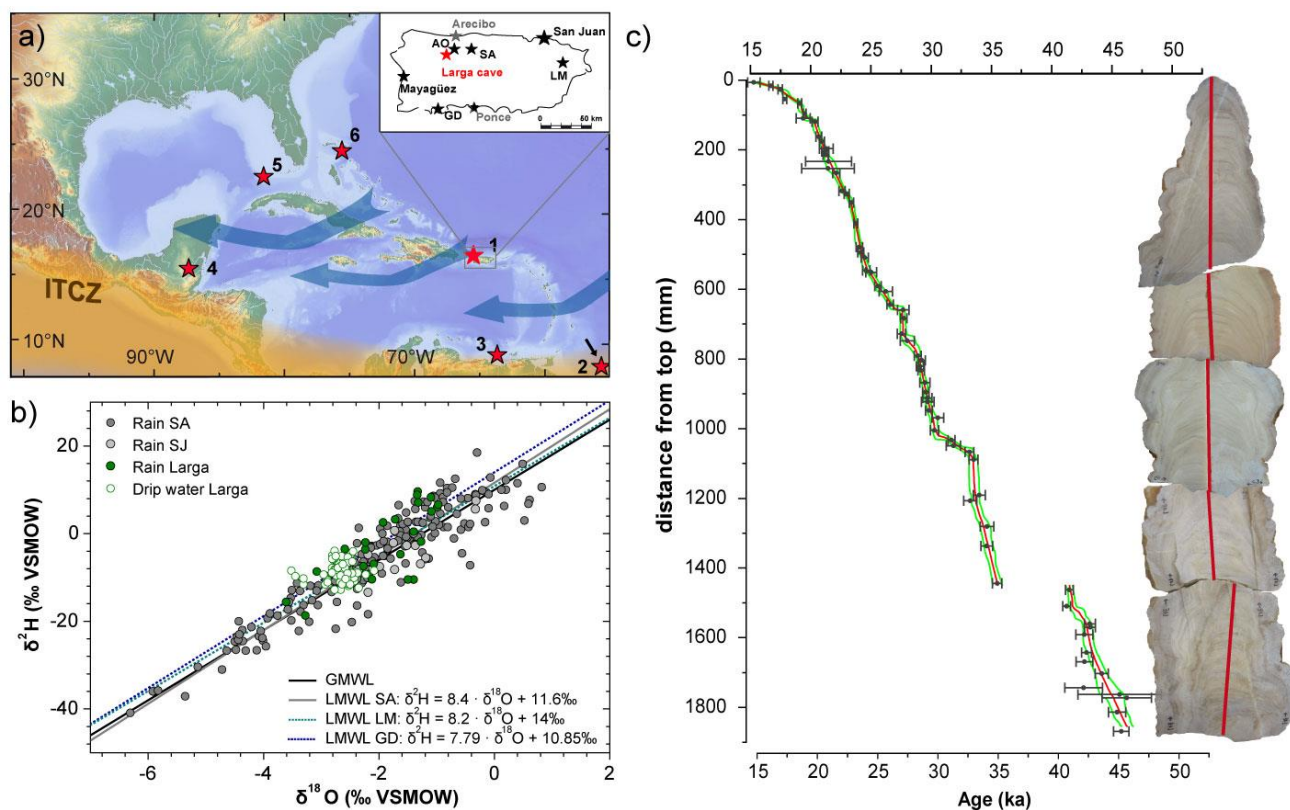 a)
30°N
20°N
10°N
90°W
70°W
ITCZ
1
2
3
4
5
6
Arecibo
San Juan
AO
SA
Larga cave
LM
Mayagüez
GD
Ponce
0 50 km
b)
δ²H (‰ VSMOW)
20
0
-20
-40
Rain SA
Rain SJ
Rain Larga
Drip water Larga
GMWL
LMWL SA: δ²H = 8.4 · δ¹⁸O + 11.6‰
LMWL LM: δ²H = 8.2 · δ¹⁸O + 14‰
LMWL GD: δ²H = 7.79 · δ¹⁸O + 10.85‰
-6 -4 -2 0 2
δ¹⁸O (‰ VSMOW)
c)
15 20 25 30 35 42 45 50
distance from top (mm)
0
200
400
600
800
1000
1200
1400
1600
1800
15 20 25 30 35 40 45 50
Age (ka)